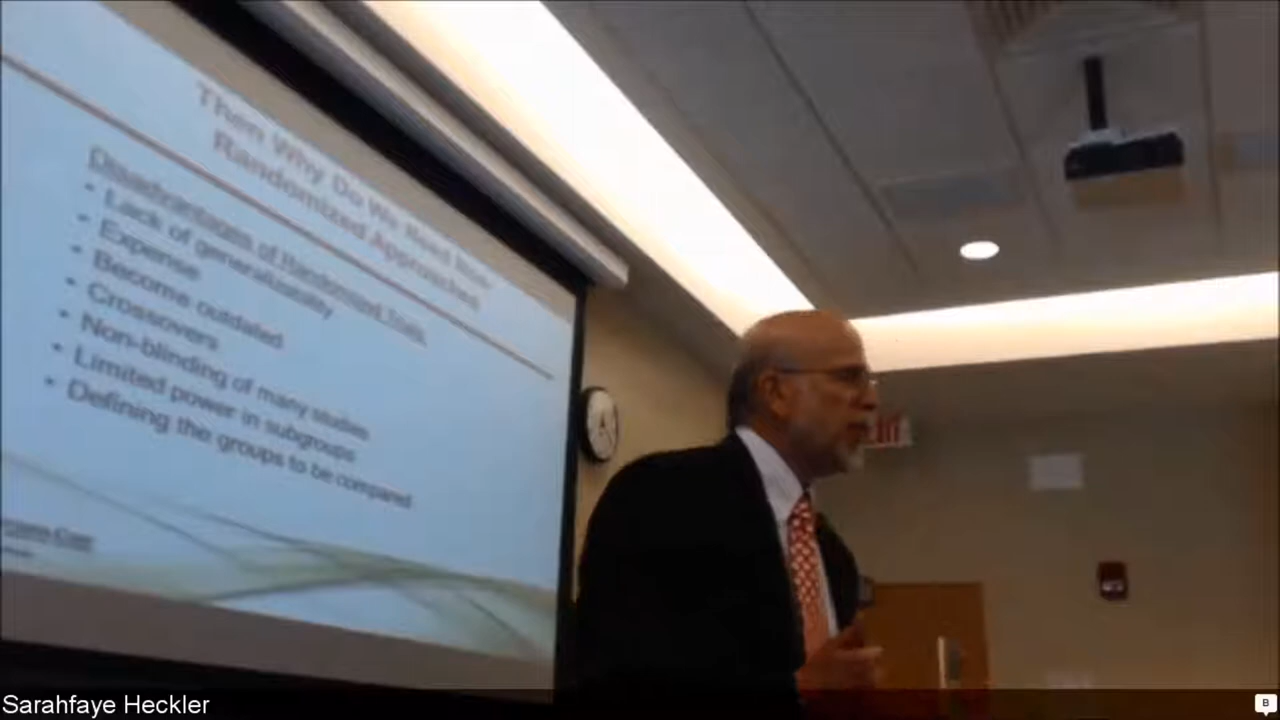 Then Why Do We Need Non-
Randomized Approaches
Disadvantages of Randomized Trials
• Lack of generalizability
• Expense
• Become outdated
• Crossovers
• Non-blinding of many studies
• Limited power in subgroups
• Defining the groups to be compared
Sarahfaye Heckler
B